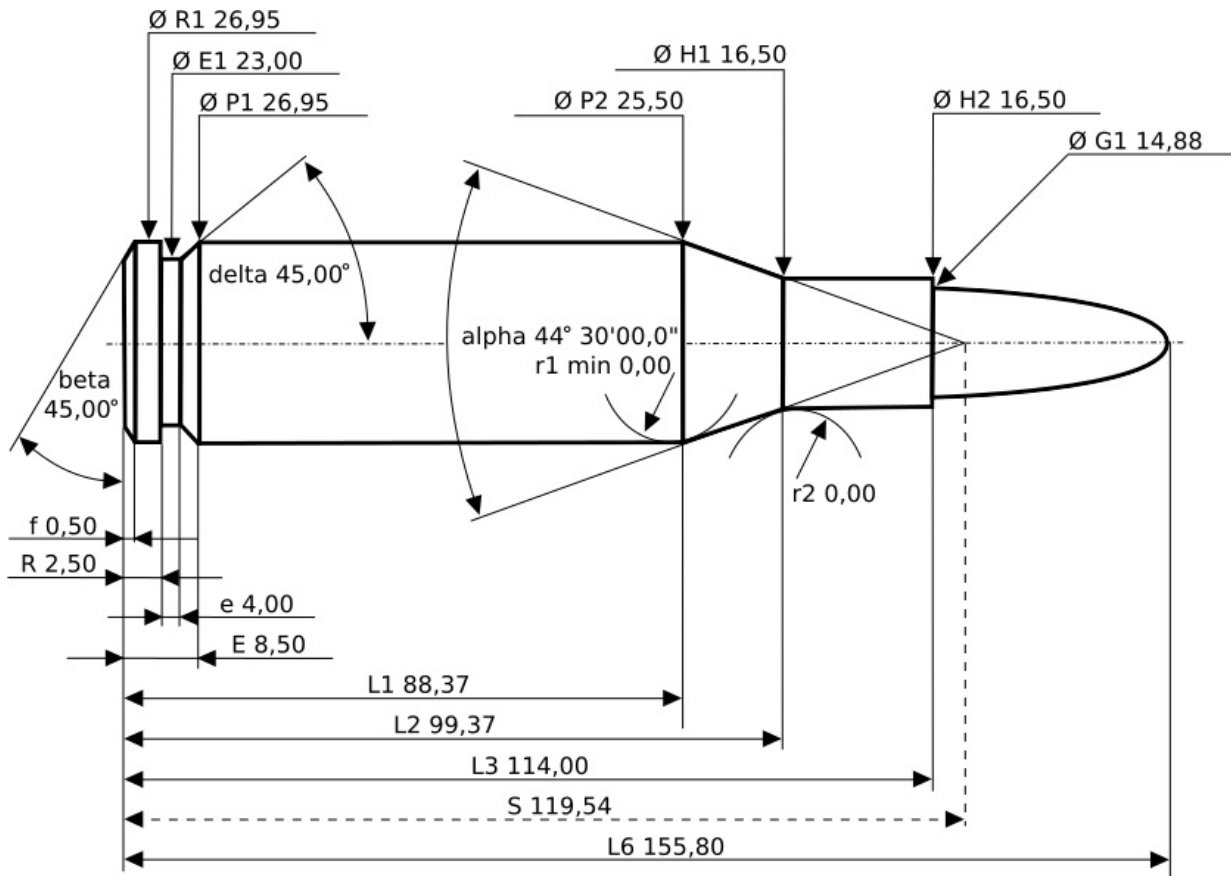 Ø R1 26,95
Ø E1 23,00
Ø P1 26,95
Ø P2 25,50
Ø H1 16,50
Ø H2 16,50
Ø G1 14,88
delta 45,00°
alpha 44° 30'00,0"
r1 min 0,00
beta
45,00°
r2 0,00
f 0,50
R 2,50
e 4,00
E 8,50
L1 88,37
L2 99,37
L3 114,00
S 119,54
L6 155,80